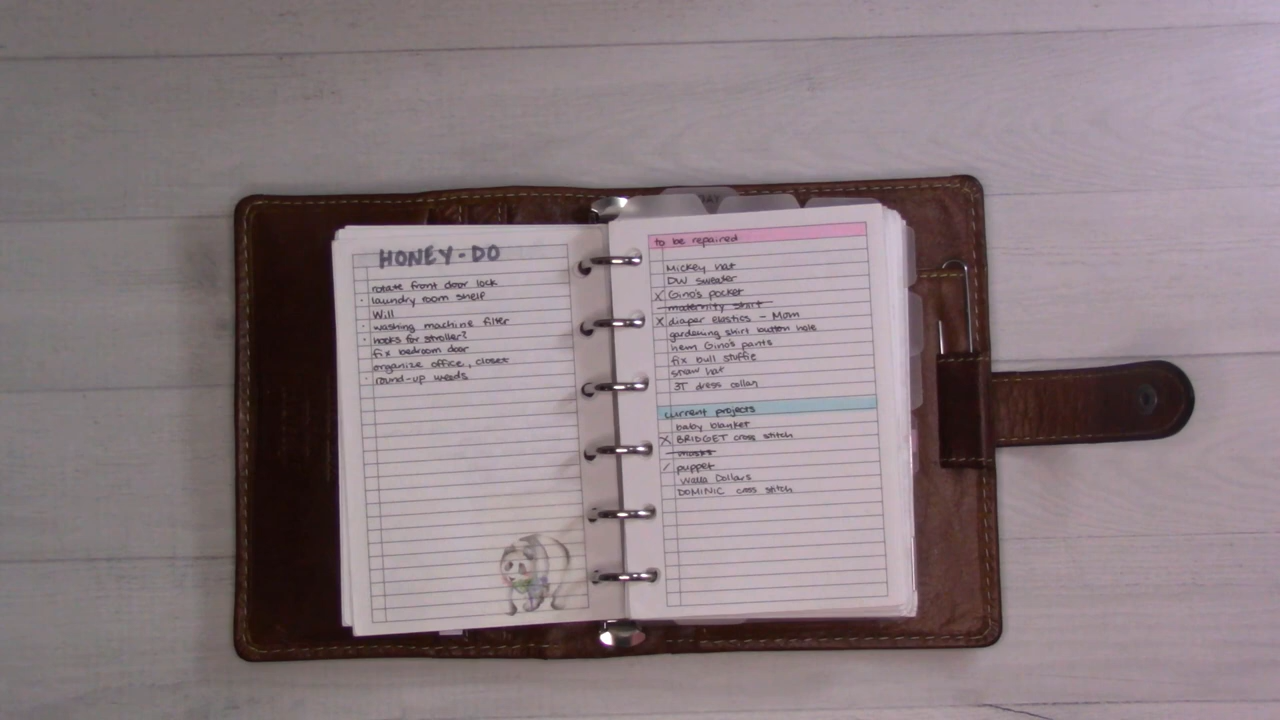 HONEY-DO
rotate front door lock
· laundry room shelf
Will
· washing machine filter
· hooks for stroller?
fix bedroom door
organize office, closet
· round-up weeds
to be repaired
Mickey hat
DW sweater
X Gino's pocket
maternity shirt
X diaper elastics - Mom
gardening shirt button hole
hem Gino's pants
fix bull stuffie
straw hat
3T dress collar
current projects
baby blanket
X BRIDGET cross stitch
masks
/ puppet
Walla Dollars
DOMINIC cross stitch